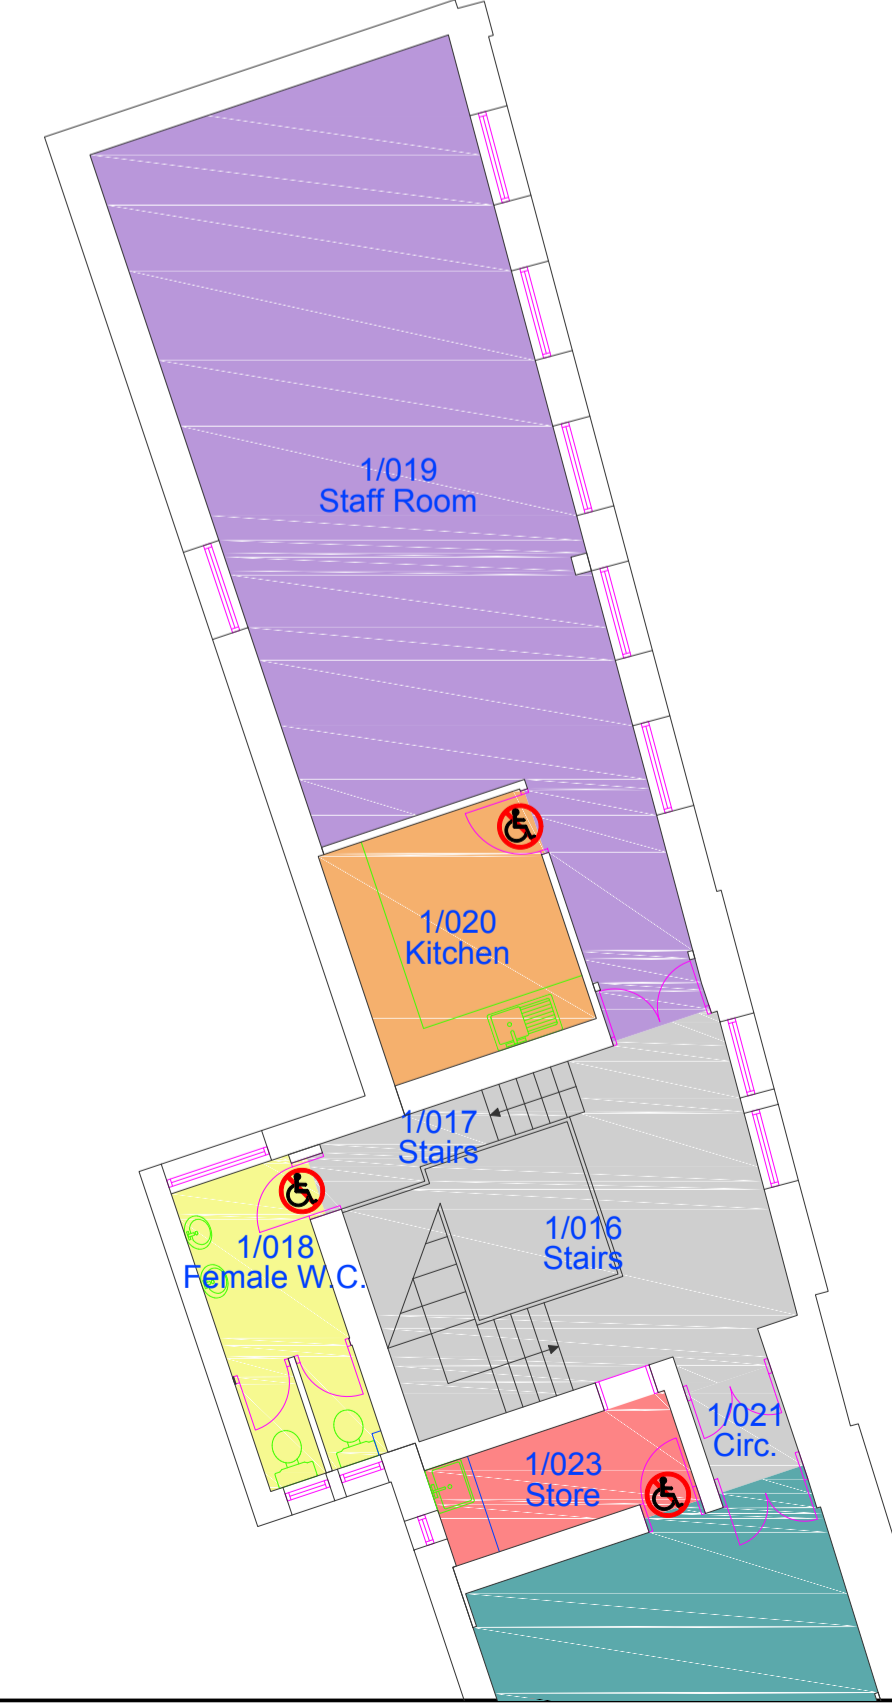 1/019
Staff Room
1/020
Kitchen
1/017
Stairs
1/016
Stairs
1/018
Female W.C.
1/021
Circ.
1/023
Store